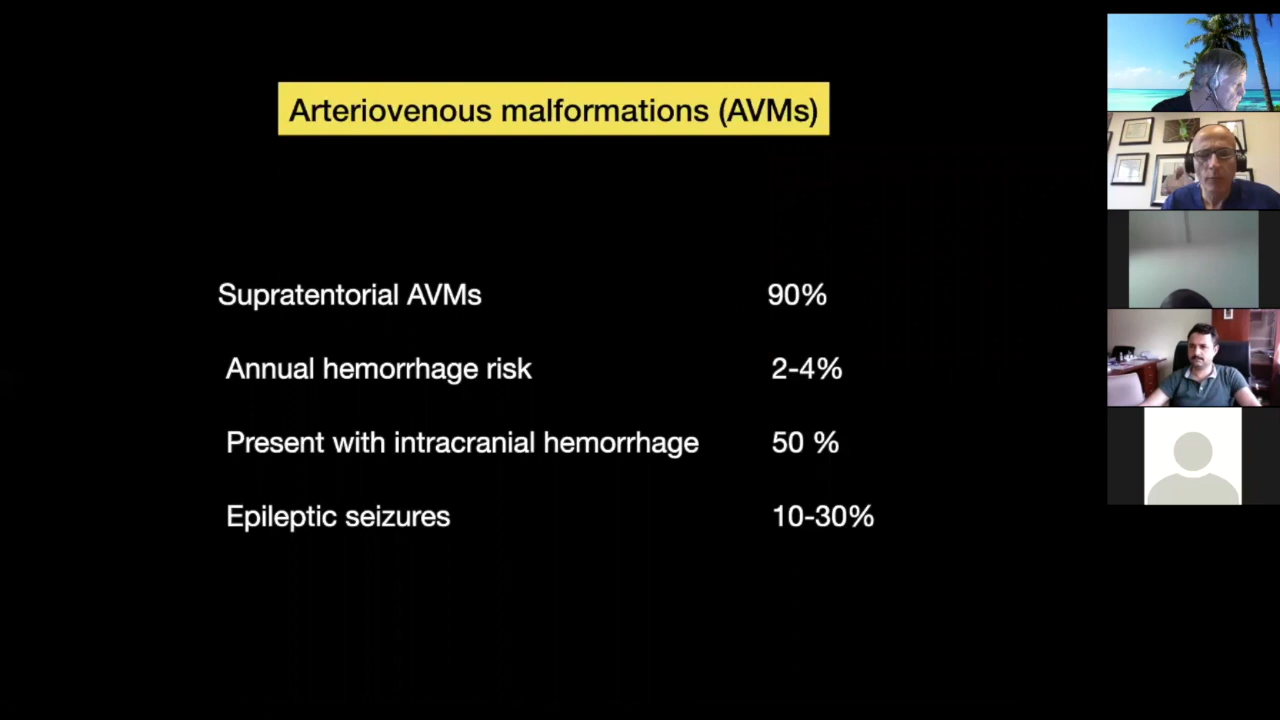 Arteriovenous malformations (AVMs)
Supratentorial AVMs 90%
Annual hemorrhage risk 2-4%
Present with intracranial hemorrhage 50 %
Epileptic seizures 10-30%